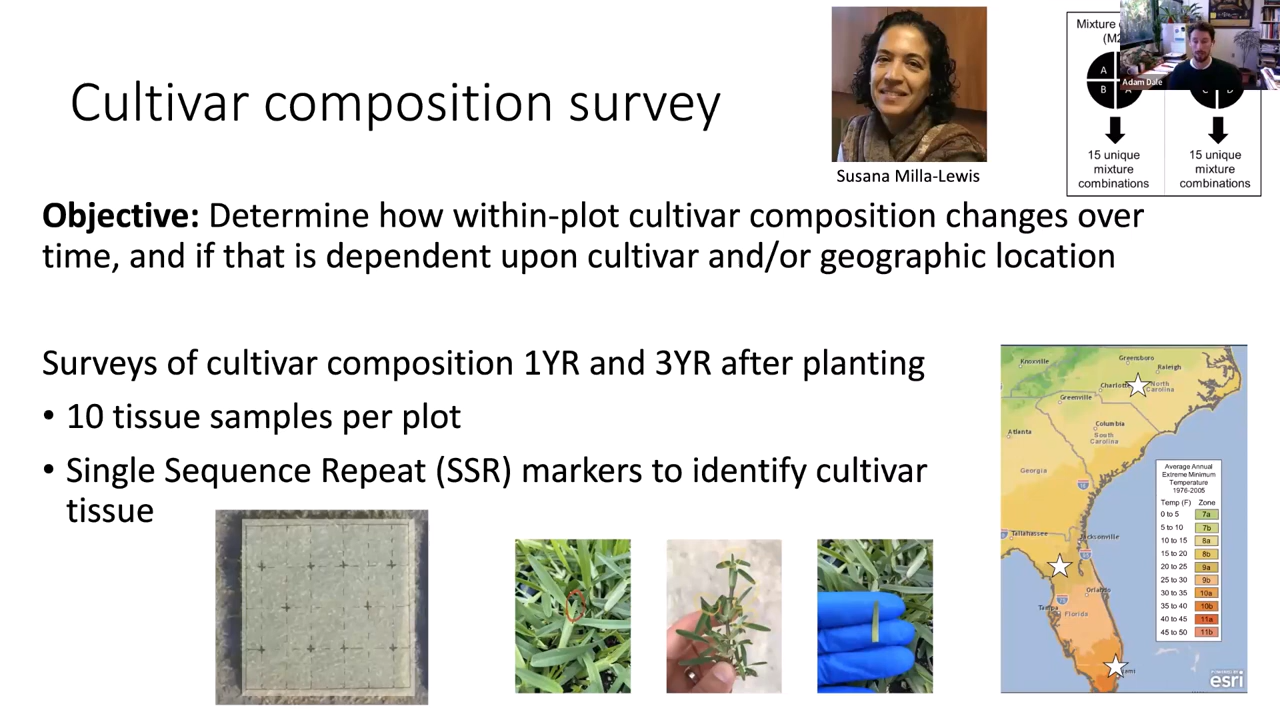 Cultivar composition survey
Susana Milla-Lewis
Mixture
(M2
Adam Dale
A
B
A
C
D
15 unique
mixture
combinations
15 unique
mixture
combinations
Objective: Determine how within-plot cultivar composition changes over
time, and if that is dependent upon cultivar and/or geographic location
Surveys of cultivar composition 1YR and 3YR after planting
• 10 tissue samples per plot
• Single Sequence Repeat (SSR) markers to identify cultivar
tissue
Knoxville
Greensboro
Raleigh
Charlotte
North
Carolina
Greenville
Atlanta
Columbia
South
Carolina
Georgia
Tallahassee
Jacksonville
Orlando
Tampa
Florida
Average Annual
Extreme Minimum
Temperature
1976-2005
Temp (F) Zone
0 to 5 7a
5 to 10 7b
10 to 15 8a
15 to 20 8b
20 to 25 9a
25 to 30 9b
30 to 35 10a
35 to 40 10b
40 to 45 11a
45 to 50 11b
POWERED BY
esri